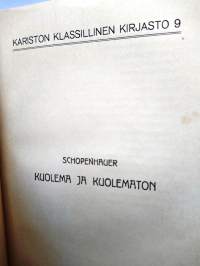 KARISTON KLASSILLINEN KIRJASTO 9
SCHOPENHAUER
KUOLEMA JA KUOLEMATON